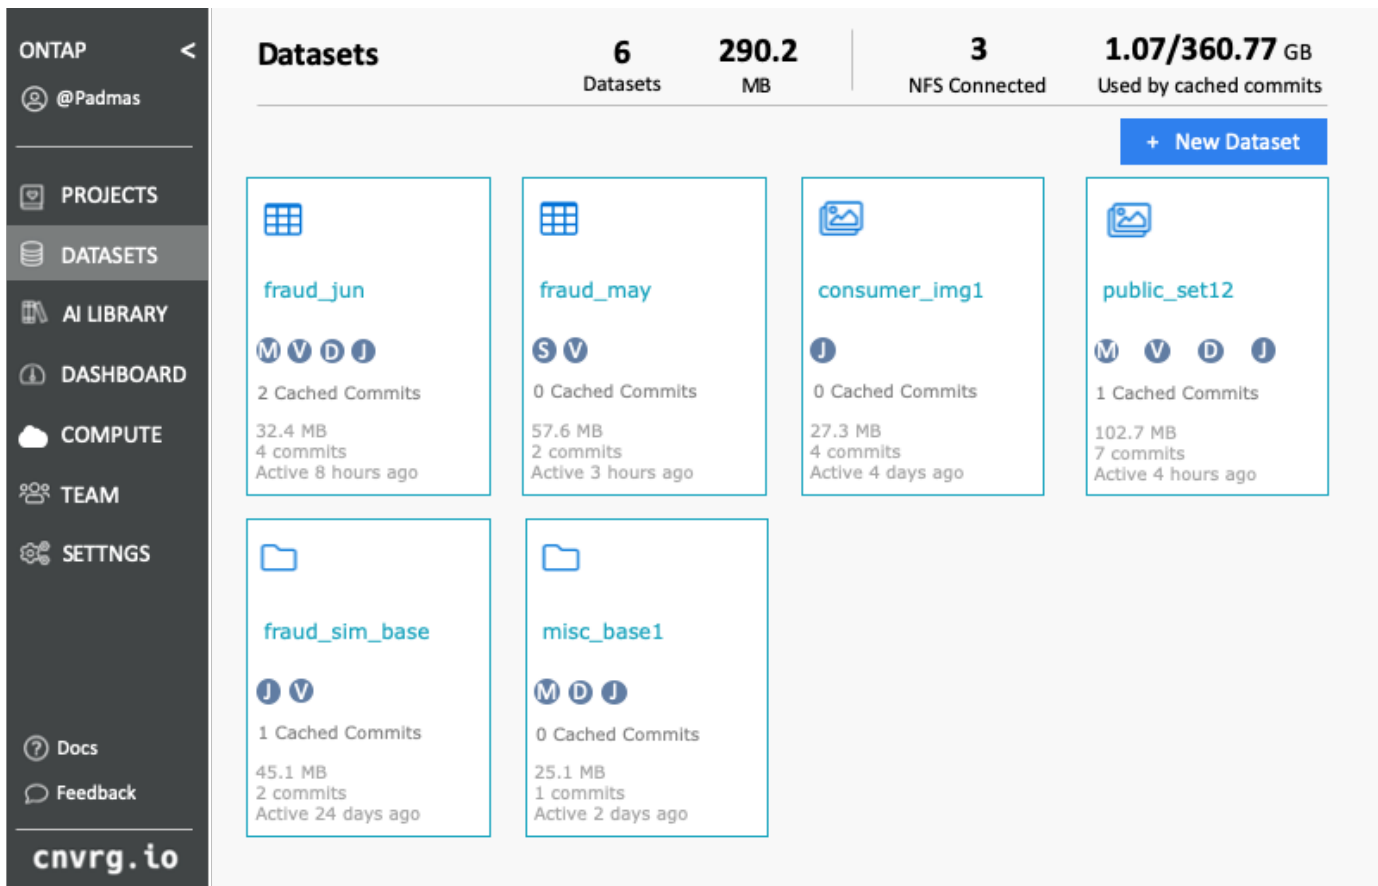 ONTAP <
@Padmas
PROJECTS
DATASETS
AI LIBRARY
DASHBOARD
COMPUTE
TEAM
SETTNGS
Docs
Feedback
cnvrg.io
Datasets
6
Datasets
290.2
MB
3
NFS Connected
1.07/360.77 GB
Used by cached commits
+ New Dataset
fraud_jun
M V D J
2 Cached Commits
32.4 MB
4 commits
Active 8 hours ago
fraud_may
S V
0 Cached Commits
57.6 MB
2 commits
Active 3 hours ago
consumer_img1
J
0 Cached Commits
27.3 MB
4 commits
Active 4 days ago
public_set12
M V D J
1 Cached Commits
102.7 MB
7 commits
Active 4 hours ago
fraud_sim_base
J V
1 Cached Commits
45.1 MB
2 commits
Active 24 days ago
misc_base1
M D J
0 Cached Commits
25.1 MB
1 commits
Active 2 days ago